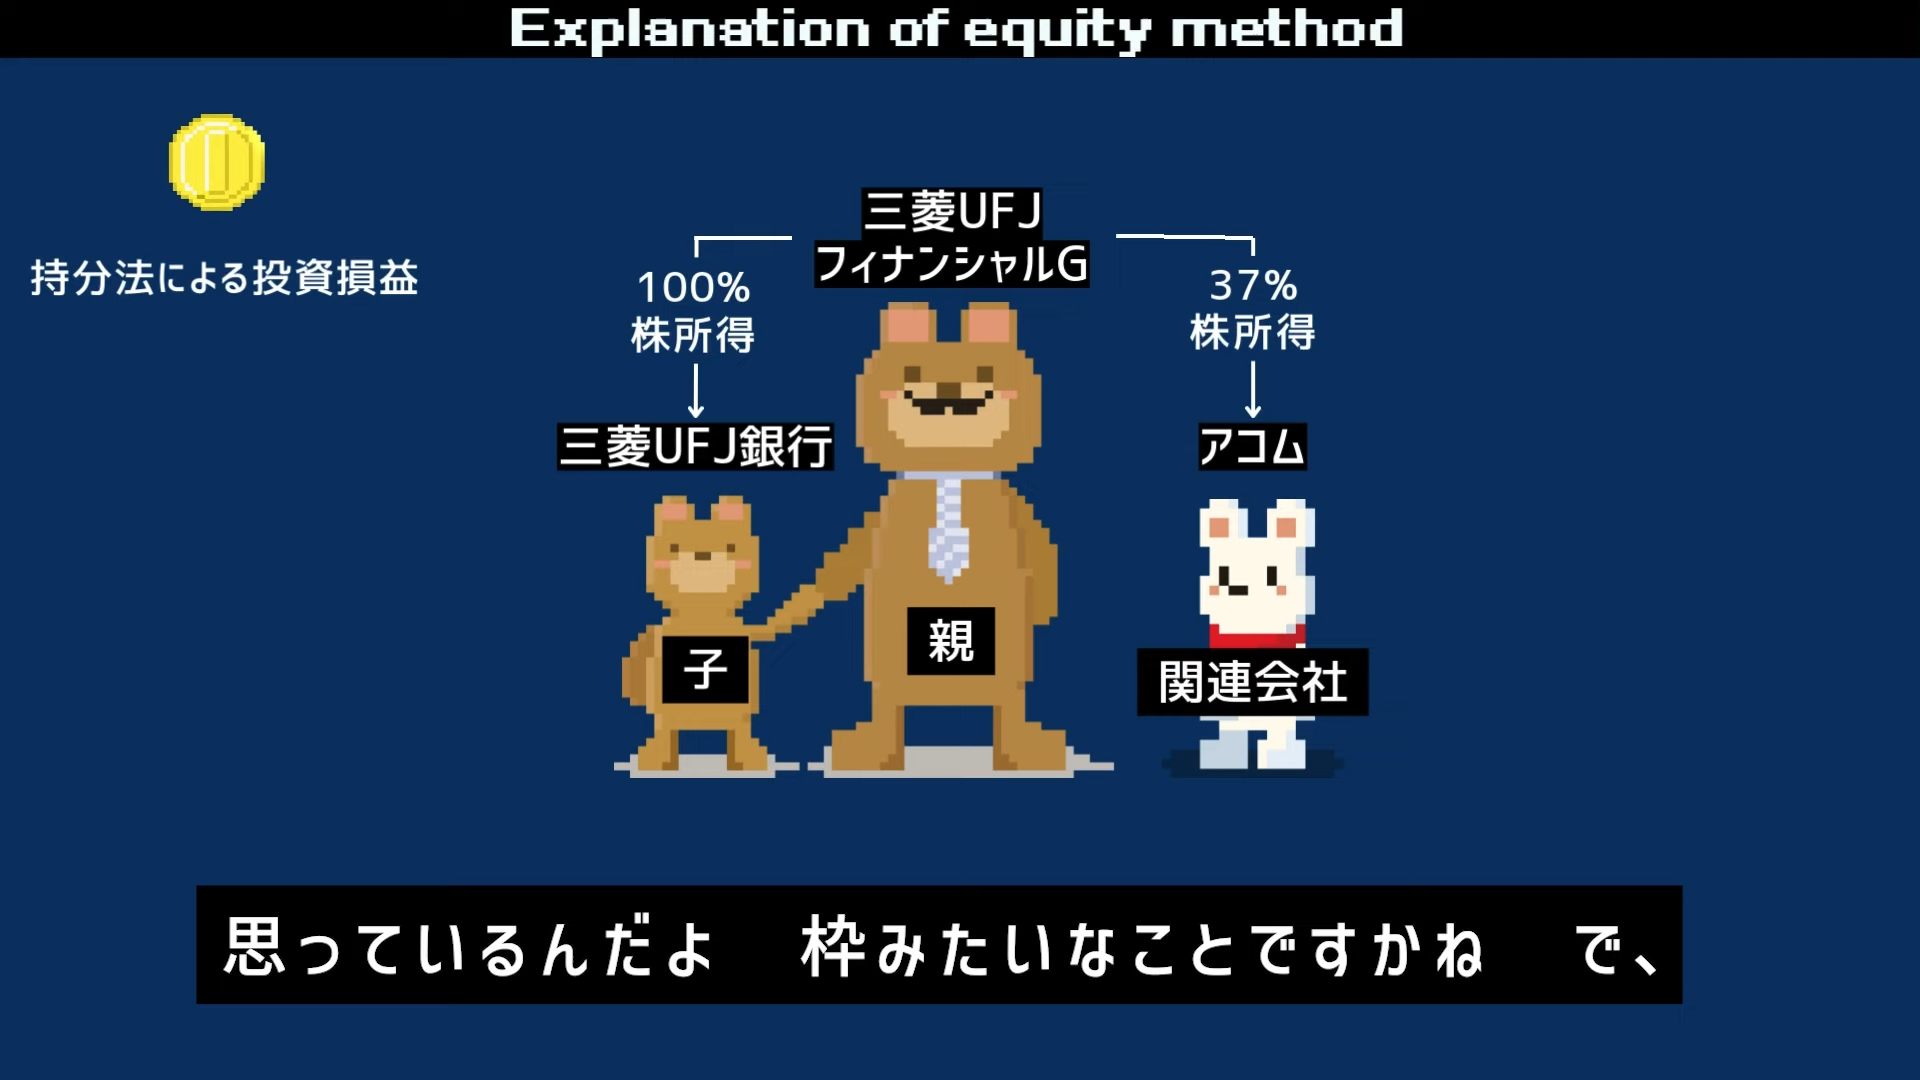 Explanation of equity method
持分法による投資損益
三菱UFJ
フィナンシャルG
100%
株所得
37%
株所得
三菱UFJ銀行
アコム
子
親
関連会社
思っているんだよ 枠みたいなことですかね で、